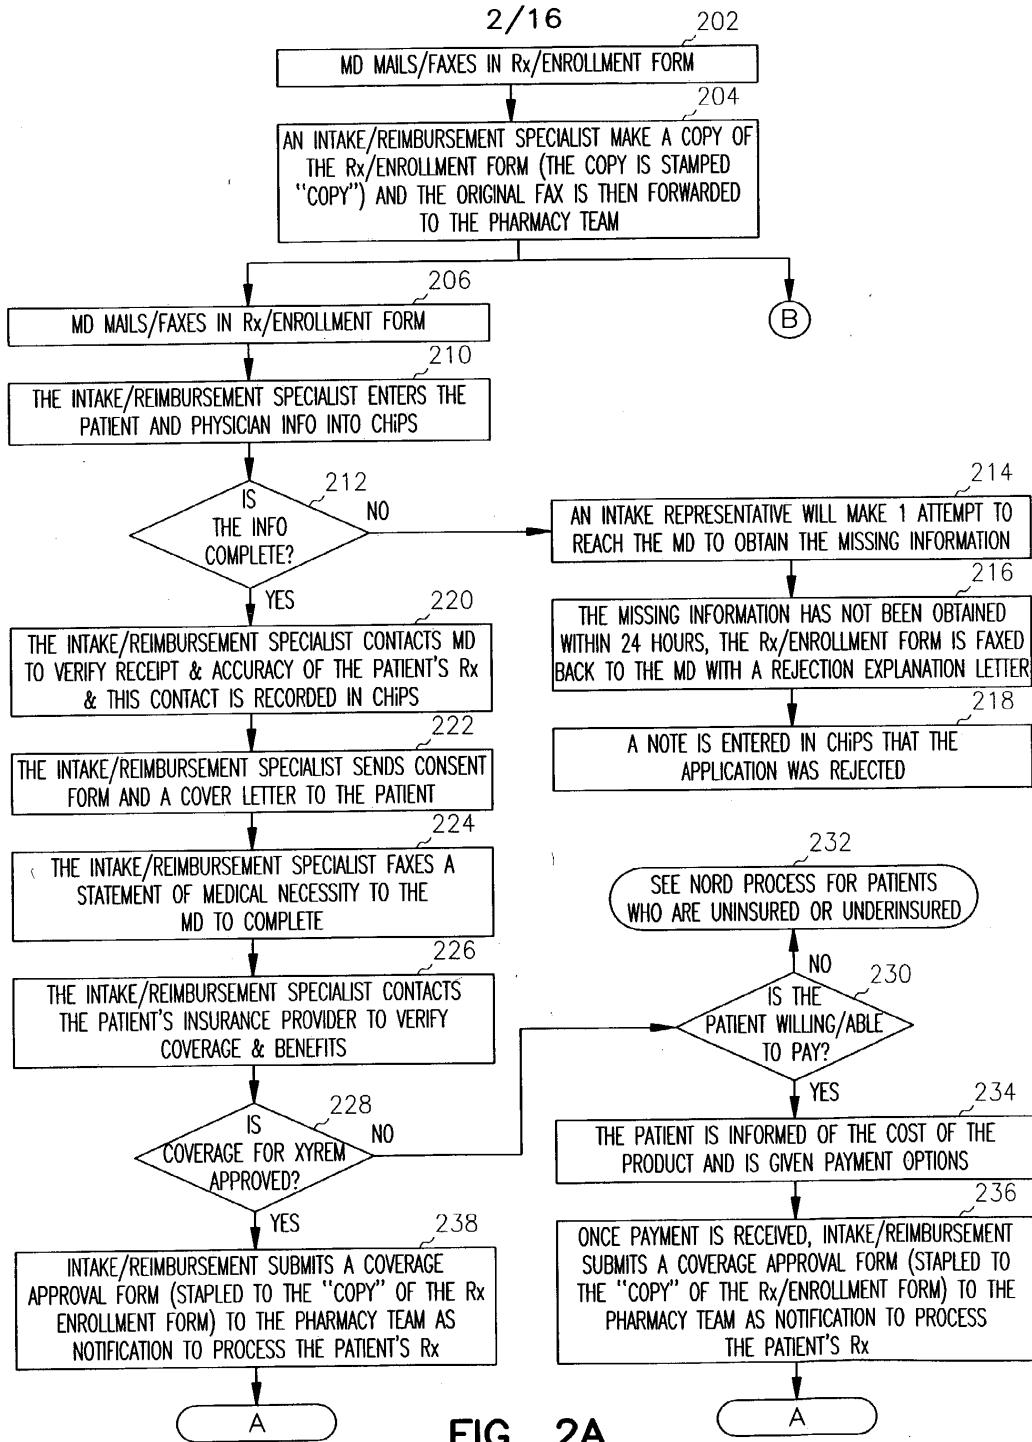 2/16
202
MD MAILS/FAXES IN Rx/ENROLLMENT FORM
204
AN INTAKE/REIMBURSEMENT SPECIALIST MAKE A COPY OF
THE Rx/ENROLLMENT FORM (THE COPY IS STAMPED
"COPY") AND THE ORIGINAL FAX IS THEN FORWARDED
TO THE PHARMACY TEAM
206
MD MAILS/FAXES IN Rx/ENROLLMENT FORM
B
210
THE INTAKE/REIMBURSEMENT SPECIALIST ENTERS THE
PATIENT AND PHYSICIAN INFO INTO CHiPS
212
IS
THE INFO
COMPLETE?
NO
YES
214
AN INTAKE REPRESENTATIVE WILL MAKE 1 ATTEMPT TO
REACH THE MD TO OBTAIN THE MISSING INFORMATION
216
THE MISSING INFORMATION HAS NOT BEEN OBTAINED
WITHIN 24 HOURS, THE Rx/ENROLLMENT FORM IS FAXED
BACK TO THE MD WITH A REJECTION EXPLANATION LETTER
218
A NOTE IS ENTERED IN CHiPS THAT THE
APPLICATION WAS REJECTED
220
THE INTAKE/REIMBURSEMENT SPECIALIST CONTACTS MD
TO VERIFY RECEIPT & ACCURACY OF THE PATIENT'S Rx
& THIS CONTACT IS RECORDED IN CHiPS
222
THE INTAKE/REIMBURSEMENT SPECIALIST SENDS CONSENT
FORM AND A COVER LETTER TO THE PATIENT
224
THE INTAKE/REIMBURSEMENT SPECIALIST FAXES A
STATEMENT OF MEDICAL NECESSITY TO THE
MD TO COMPLETE
226
THE INTAKE/REIMBURSEMENT SPECIALIST CONTACTS
THE PATIENT'S INSURANCE PROVIDER TO VERIFY
COVERAGE & BENEFITS
228
IS
COVERAGE FOR XYREM
APPROVED?
NO
YES
232
SEE NORD PROCESS FOR PATIENTS
WHO ARE UNINSURED OR UNDERINSURED
NO
230
IS THE
PATIENT WILLING/ABLE
TO PAY?
YES
234
THE PATIENT IS INFORMED OF THE COST OF THE
PRODUCT AND IS GIVEN PAYMENT OPTIONS
236
ONCE PAYMENT IS RECEIVED, INTAKE/REIMBURSEMENT
SUBMITS A COVERAGE APPROVAL FORM (STAPLED TO
THE "COPY" OF THE Rx/ENROLLMENT FORM) TO THE
PHARMACY TEAM AS NOTIFICATION TO PROCESS
THE PATIENT'S Rx
A
238
INTAKE/REIMBURSEMENT SUBMITS A COVERAGE
APPROVAL FORM (STAPLED TO THE "COPY" OF THE Rx
ENROLLMENT FORM) TO THE PHARMACY TEAM AS
NOTIFICATION TO PROCESS THE PATIENT'S Rx
A
FIG. 2A